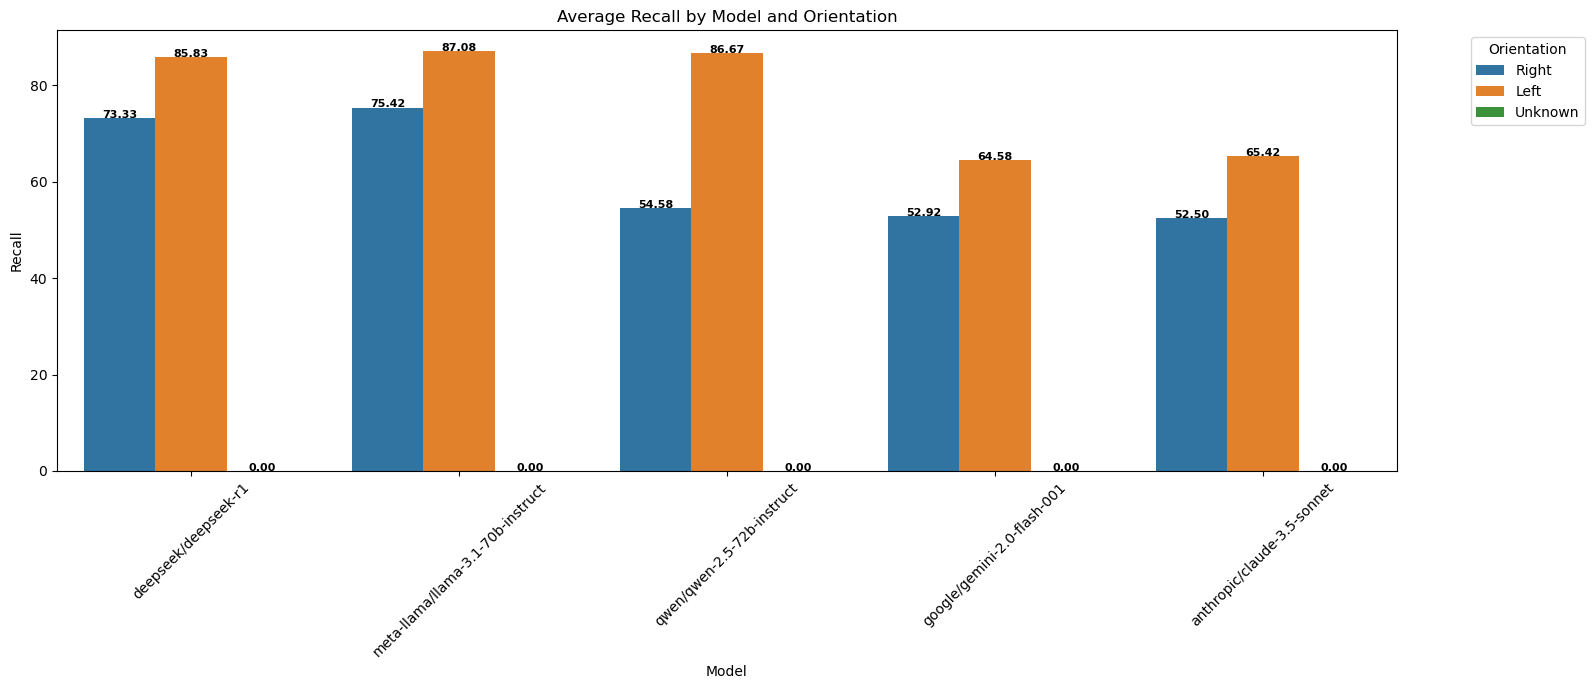 Average Recall by Model and Orientation
Orientation
Right
Left
Unknown
Recall
80
60
40
20
0
73.33
85.83
0.00
75.42
87.08
0.00
54.58
86.67
0.00
52.92
64.58
0.00
52.50
65.42
0.00
deepseek/deepseek-r1
meta-llama/llama-3.1-70b-instruct
qwen/qwen-2.5-72b-instruct
google/gemini-2.0-flash-001
anthropic/claude-3.5-sonnet
Model